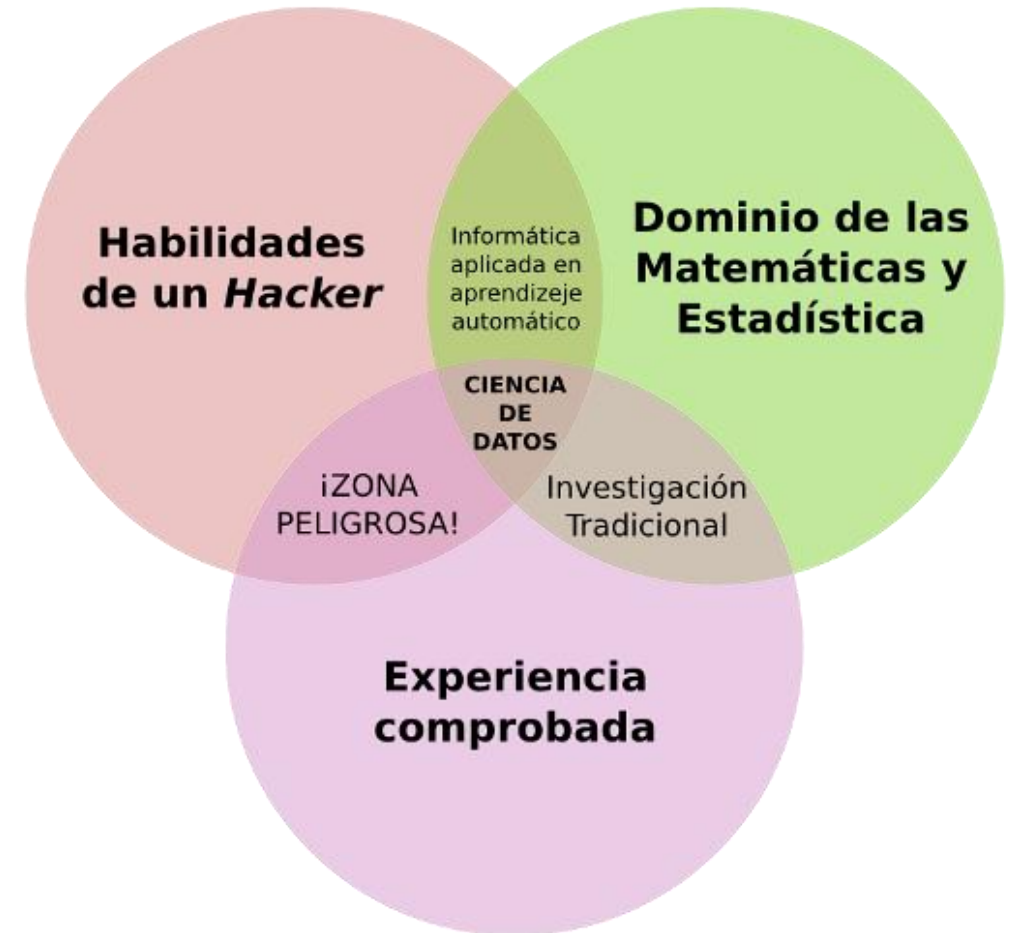 Habilidades
de un Hacker
Informática
aplicada en
aprendizeje
automático
Dominio de las
Matemáticas y
Estadística
CIENCIA
DE
DATOS
¡ZONA
PELIGROSA!
Investigación
Tradicional
Experiencia
comprobada